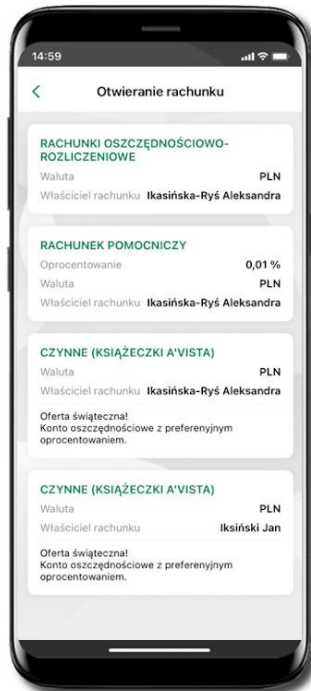 14:59
Otwieranie rachunku
RACHUNKI OSZCZĘDNOŚCIOWO-
ROZLICZENIOWE
Waluta PLN
Właściciel rachunku Ikasińska-Ryś Aleksandra
RACHUNEK POMOCNICZY
Oprocentowanie 0,01 %
Waluta PLN
Właściciel rachunku Ikasińska-Ryś Aleksandra
CZYNNE (KSIĄŻECZKI A'VISTA)
Waluta PLN
Właściciel rachunku Ikasińska-Ryś Aleksandra
Oferta świąteczna!
Konto oszczędnościowe z preferenyjnym
oprocentowaniem.
CZYNNE (KSIĄŻECZKI A'VISTA)
Waluta PLN
Właściciel rachunku Iksiński Jan
Oferta świąteczna!
Konto oszczędnościowe z preferenyjnym
oprocentowaniem.